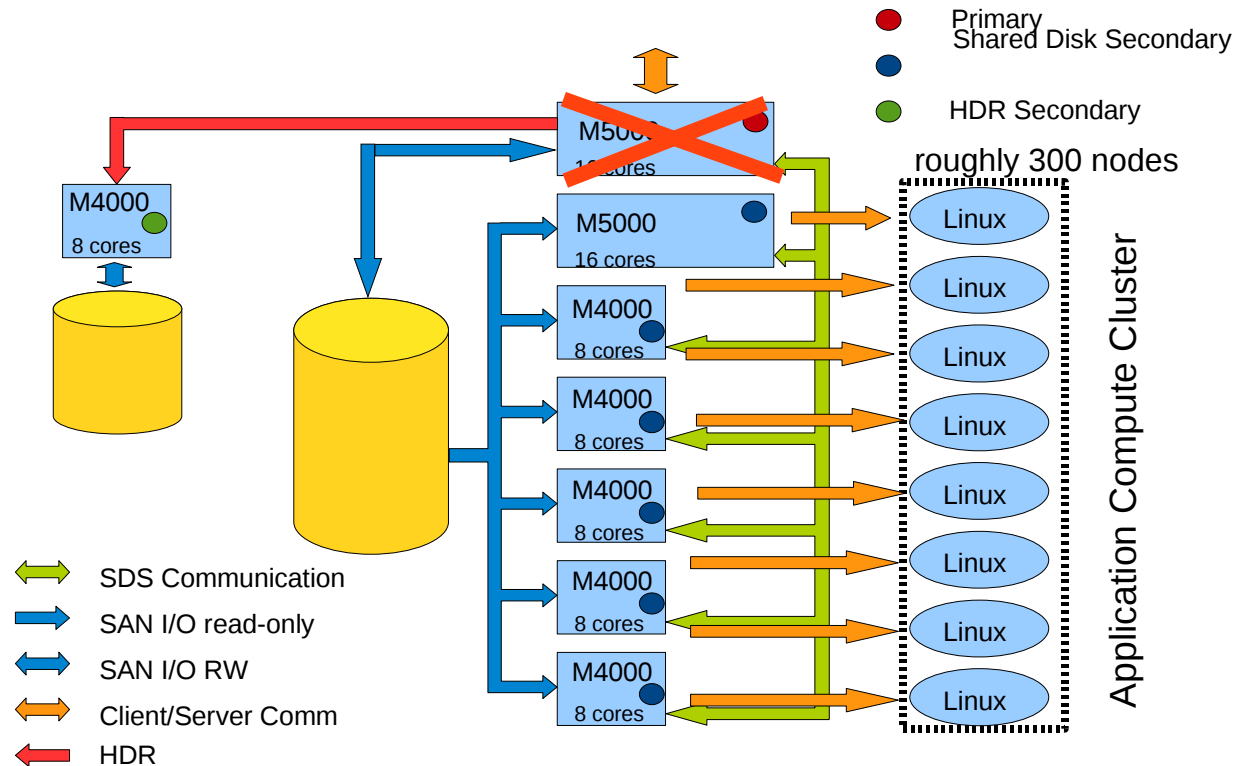 Primary
Shared Disk Secondary
HDR Secondary
roughly 300 nodes
M5000
cores
M4000
8 cores
M5000
16 cores
M4000
8 cores
M4000
8 cores
M4000
8 cores
M4000
8 cores
M4000
8 cores
Linux
Linux
Linux
Linux
Linux
Linux
Linux
Linux
Application Compute Cluster
SDS Communication
SAN I/O read-only
SAN I/O RW
Client/Server Comm
HDR